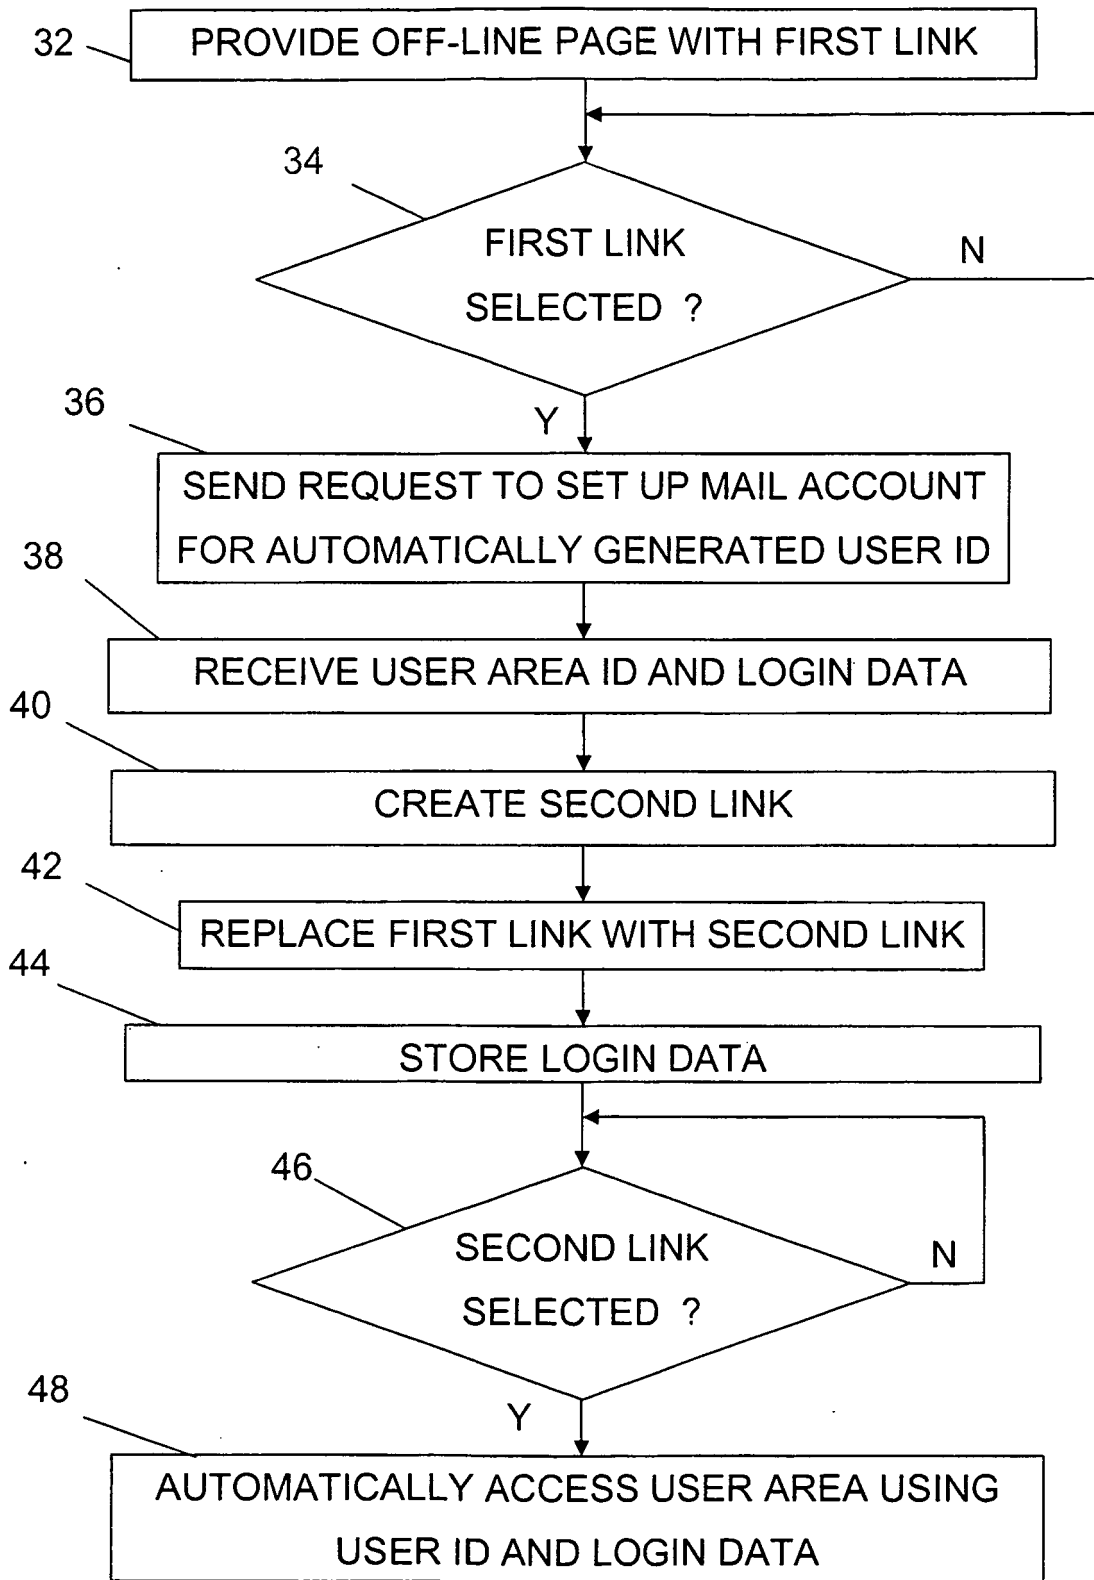 32
PROVIDE OFF-LINE PAGE WITH FIRST LINK
34
FIRST LINK
SELECTED ?
N
Y
36
SEND REQUEST TO SET UP MAIL ACCOUNT
FOR AUTOMATICALLY GENERATED USER ID
38
RECEIVE USER AREA ID AND LOGIN DATA
40
CREATE SECOND LINK
42
REPLACE FIRST LINK WITH SECOND LINK
44
STORE LOGIN DATA
46
SECOND LINK
SELECTED ?
N
Y
48
AUTOMATICALLY ACCESS USER AREA USING
USER ID AND LOGIN DATA